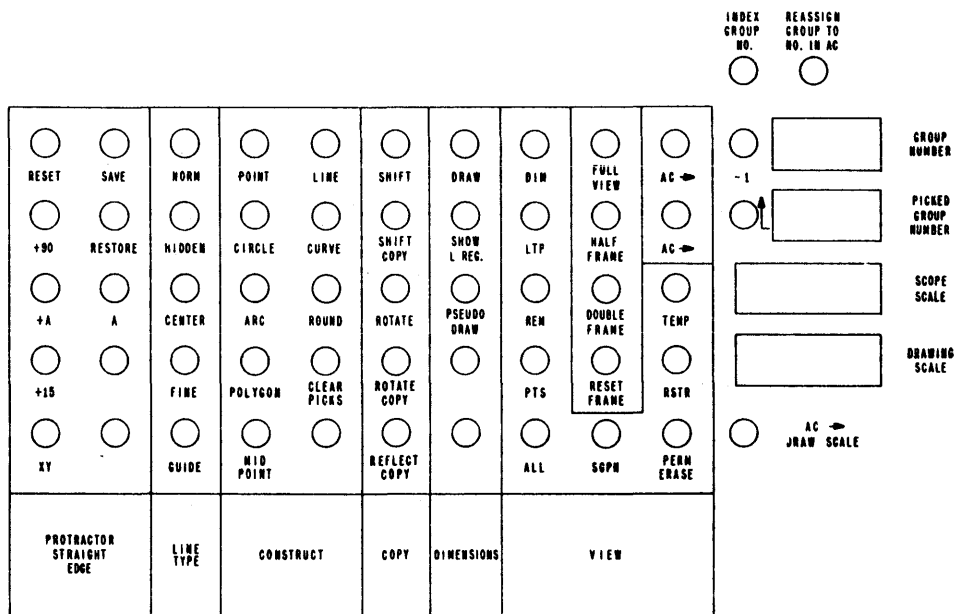 INDEX GROUP NO.
REASSIGN GROUP TO NO. IN AC
RESET SAVE NORM POINT LINE SHIFT DRAW DIM FULL VIEW AC → -1 GROUP NUMBER
+90 RESTORE HIDDEN CIRCLE CURVE SHIFT COPY SHOW L REG. LTP HALF FRAME AC → PICKED GROUP NUMBER
+A A CENTER ARC ROUND ROTATE PSEUDO DRAW REM DOUBLE FRAME TEMP SCOPE SCALE
+15 FINE POLYGON CLEAR PICKS ROTATE COPY PTS RESET FRAME RSTR DRAWING SCALE
XY GUIDE MID POINT REFLECT COPY ALL SGPN PERM ERASE AC → JRAW SCALE
PROTRACTOR STRAIGHT EDGE
LINE TYPE
CONSTRUCT
COPY
DIMENSIONS
VIEW